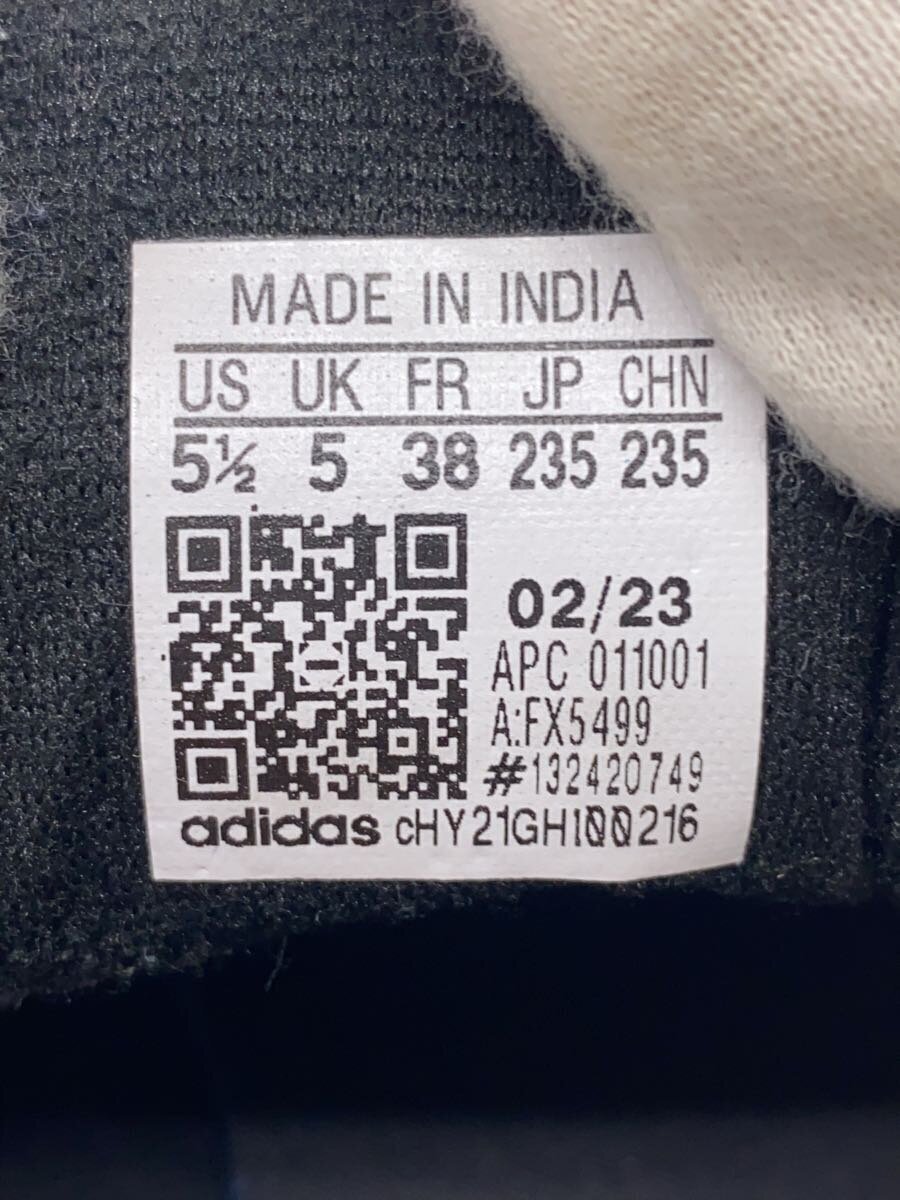 MADE IN INDIA
US UK FR JP CHN
5½ 5 38 235 235
02/23
APC 011001
A:FX5499
#132420749
adidas cHY21GHI00216